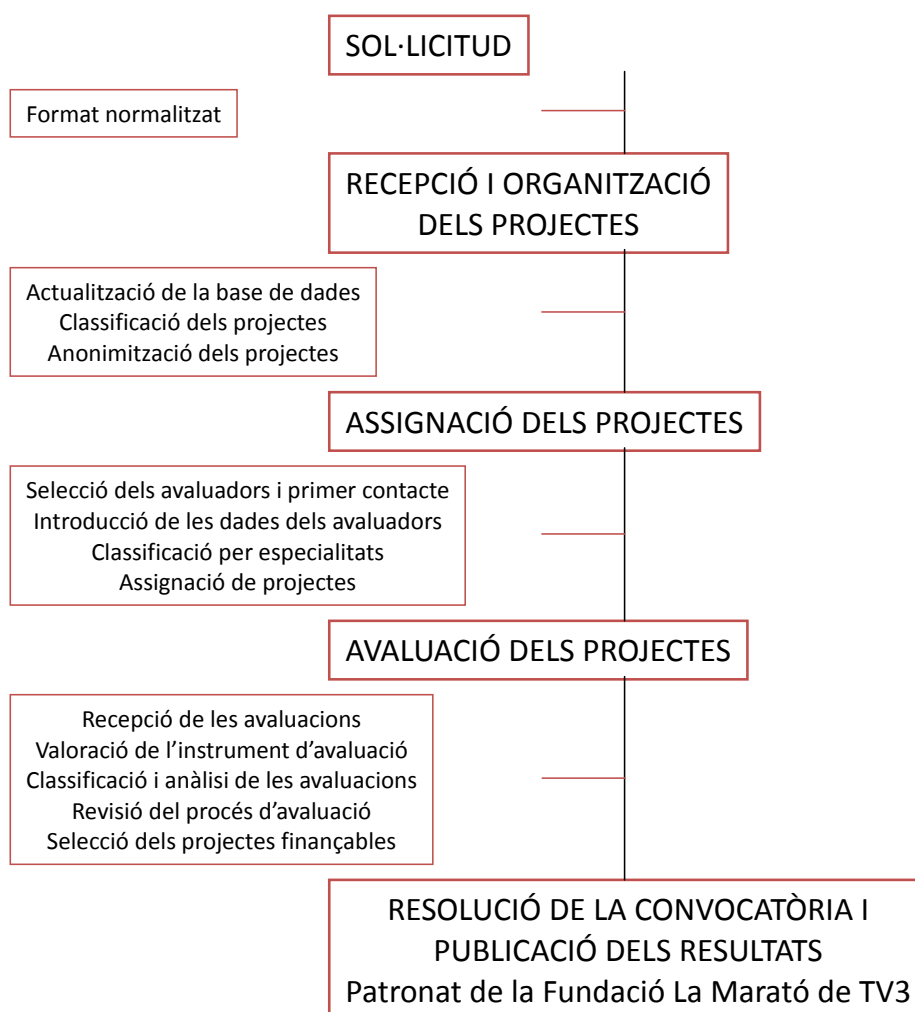 SOL·LICITUD
Format normalitzat
RECEPCIÓ I ORGANITZACIÓ
DELS PROJECTES
Actualització de la base de dades
Classificació dels projectes
Anonimització dels projectes
ASSIGNACIÓ DELS PROJECTES
Selecció dels avaluadors i primer contacte
Introducció de les dades dels avaluadors
Classificació per especialitats
Assignació de projectes
AVALUACIÓ DELS PROJECTES
Recepció de les avaluacions
Valoració de l’instrument d’avaluació
Classificació i anàlisi de les avaluacions
Revisió del procés d’avaluació
Selecció dels projectes finançables
RESOLUCIÓ DE LA CONVOCATÒRIA I
PUBLICACIÓ DELS RESULTATS
Patronat de la Fundació La Marató de TV3